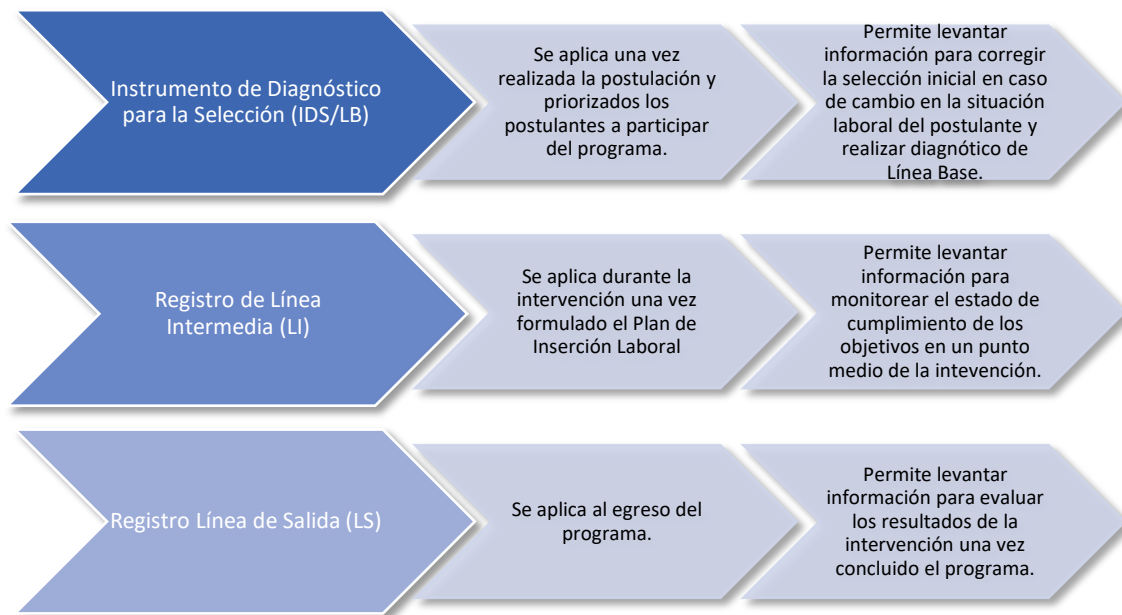 Instrumento de Diagnóstico
para la Selección (IDS/LB)
Se aplica una vez
realizada la postulación y
priorizados los
postulantes a participar
del programa.
Permite levantar
información para corregir
la selección inicial en caso
de cambio en la situación
laboral del postulante y
realizar diagnótico de
Línea Base.
Registro de Línea
Intermedia (LI)
Se aplica durante la
intervención una vez
formulado el Plan de
Inserción Laboral
Permite levantar
información para
monitorear el estado de
cumplimiento de los
objetivos en un punto
medio de la intevención.
Registro Línea de Salida (LS)
Se aplica al egreso del
programa.
Permite levantar
información para evaluar
los resultados de la
intervención una vez
concluido el programa.